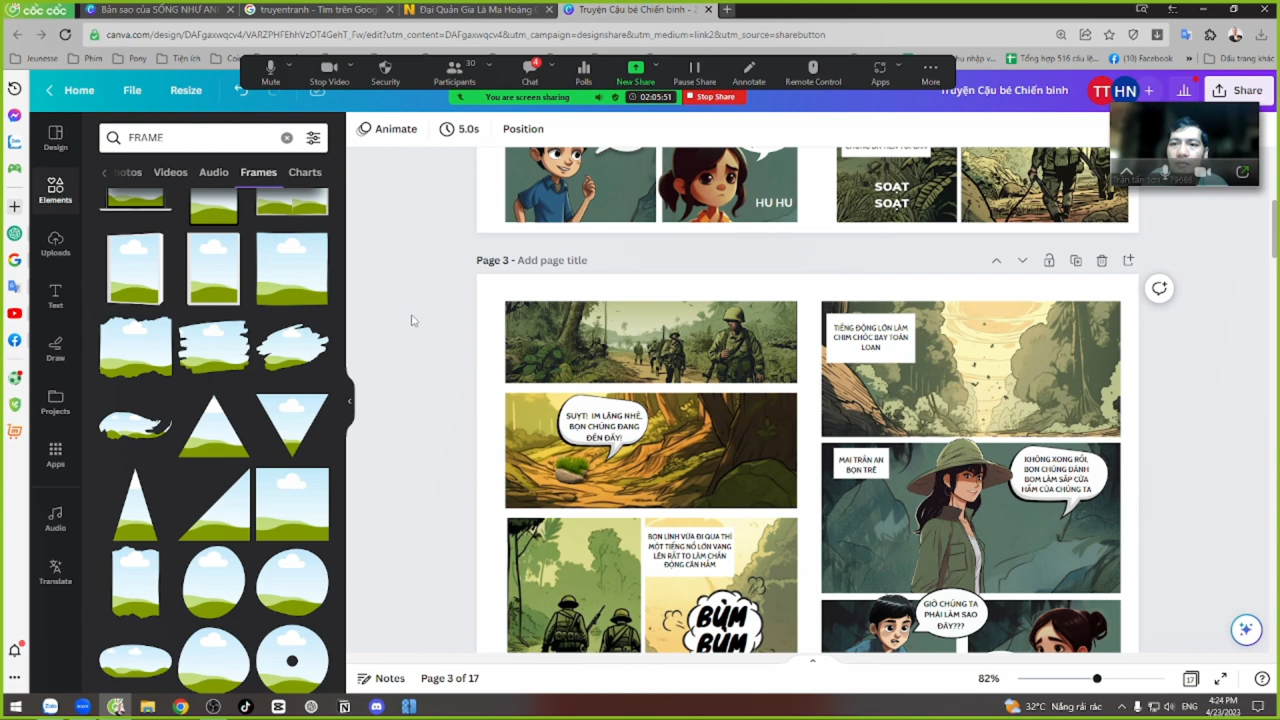 cốc cốc
Bản sao của SỐNG NHƯ ANH
truyentranh - Tìm trên Goog
Đại Quản Gia Là Ma Hoàng
Truyện Cậu bé Chiến binh - 2
canva.com/design/DAFgaxwqcv4/VARZPHFEhhVzOT4GehT_Fw/edit?utm_content=DAFgaxwqcv4&utm_campaign=designshare&utm_medium=link2&utm_source=sharebutton
Jeunesse
Phim
Pony
Tiện ích
Tổng hợp 516 câu lệ...
(10) Facebook
Dấu trang khác
Mute
Stop Video
Security
Participants
30
Chat
4
Polls
New Share
Pause Share
Annotate
Remote Control
Apps
More
You are screen sharing
02:05:51
Stop Share
Home
File
Resize
Truyện Cậu bé Chiến binh
TT
HN
Share
Design
Elements
Uploads
Text
Draw
Projects
Apps
Audio
Translate
FRAME
hotos
Videos
Audio
Frames
Charts
Animate
5.0s
Position
HU HU
SOẠT
SOẠT
Page 3 - Add page title
SUỴT! IM LẶNG NHÉ,
BỌN CHÚNG ĐANG
ĐẾN ĐẤY!
BỌN LÍNH VỪA ĐI QUA THÌ
MỘT TIẾNG NỔ LỚN VANG
LÊN RẤT TO LÀM CHẤN
ĐỘNG CĂN HẦM
BÙM
BÙM
TIẾNG ĐỘNG LỚN LÀM
CHIM CHÓC BAY TOÁN
LOẠN
MAI TRẤN AN
BỌN TRẺ
KHÔNG XONG RỒI,
BỌN CHÚNG ĐÁNH
BOM LÀM SẬP CỬA
HẦM CỦA CHÚNG TA
GIỜ CHÚNG TA
PHẢI LÀM SAO
ĐÂY???
Notes
Page 3 of 17
82%
17
32°C Nắng rải rác
ENG
4:24 PM
4/23/2023